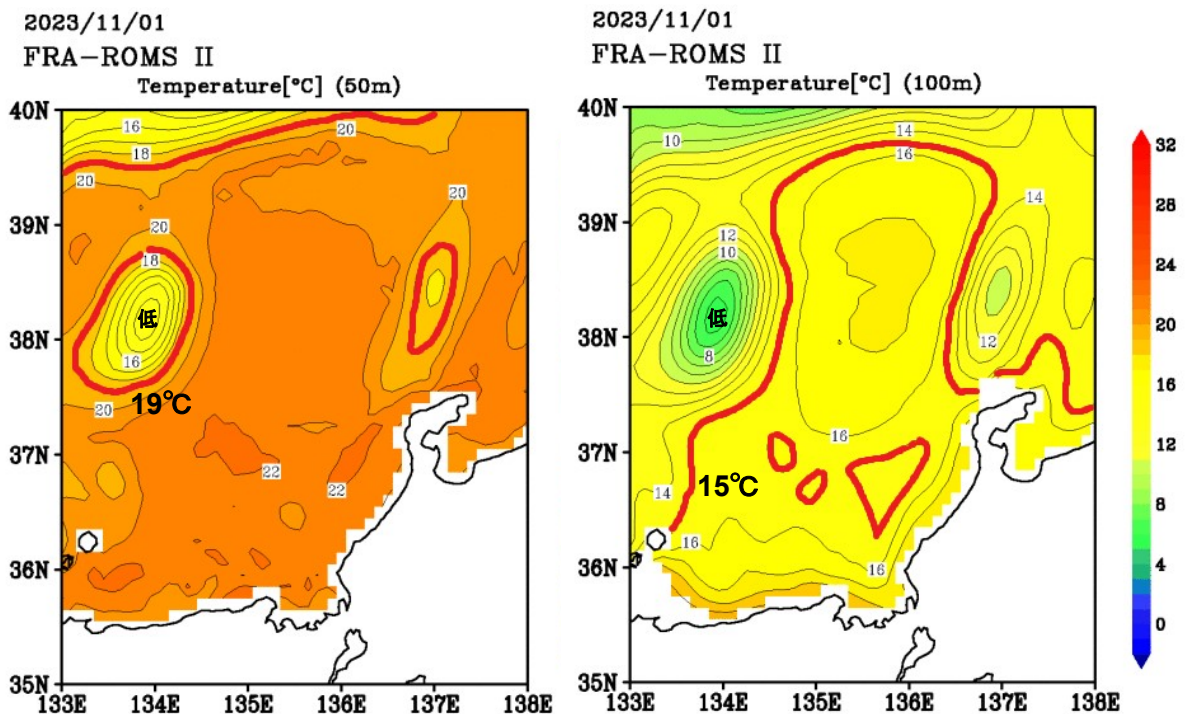 2023/11/01
FRA-ROMS II
Temperature[°C] (50m)
40N
39N
38N
37N
36N
35N
133E 134E 135E 136E 137E 138E
16
18
20
20
20
20
18
低
16
20
19℃
22
22
2023/11/01
FRA-ROMS II
Temperature[°C] (100m)
40N
39N
38N
37N
36N
35N
133E 134E 135E 136E 137E 138E
10
14
16
14
12
10
低
8
12
16
14
15℃
16
16
32
28
24
20
16
12
8
4
0